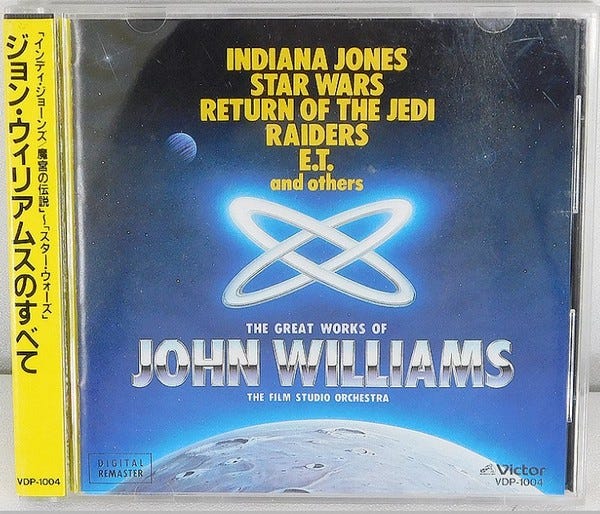 「インディ・ジョーンズ/魔宮の伝説」~「スター・ウォーズ」
ジョン・ウィリアムスのすべて
VDP-1004
INDIANA JONES
STAR WARS
RETURN OF THE JEDI
RAIDERS
E.T.
and others
THE GREAT WORKS OF
JOHN WILLIAMS
THE FILM STUDIO ORCHESTRA
DIGITAL
REMASTER
Victor
VDP-1004